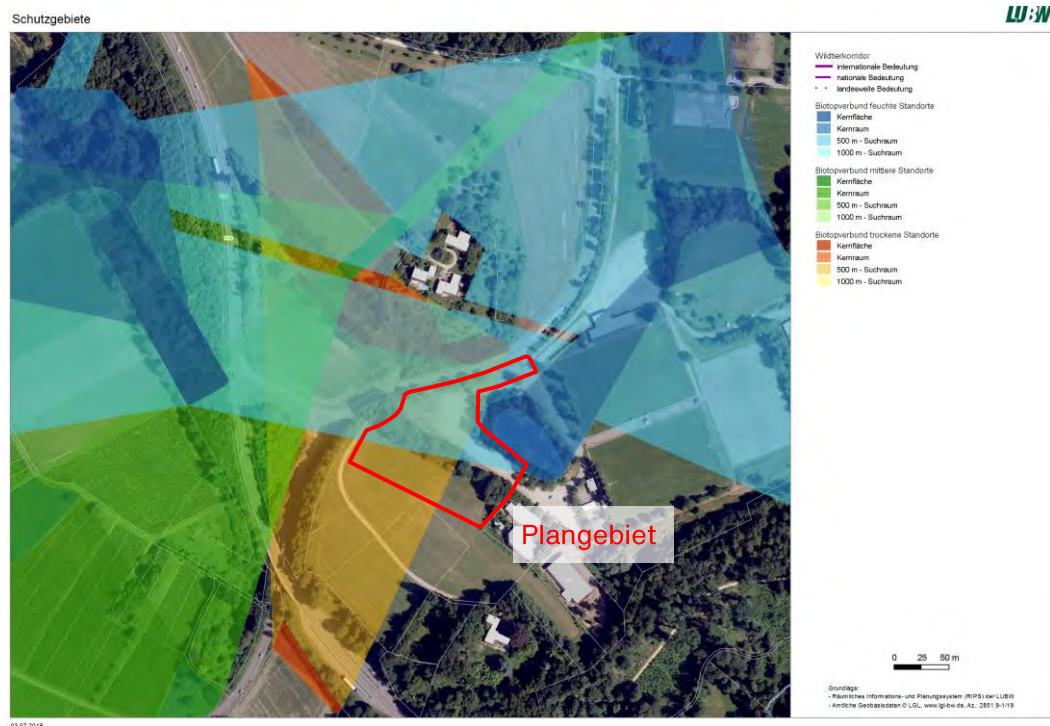 Schutzgebiete
LUBW
Wildtierkorridor
internationale Bedeutung
nationale Bedeutung
landesweite Bedeutung
Biotopverbund feuchte Standorte
Kernfläche
Kernraum
500 m - Suchraum
1000 m - Suchraum
Biotopverbund mittlere Standorte
Kernfläche
Kernraum
500 m - Suchraum
1000 m - Suchraum
Biotopverbund trockene Standorte
Kernfläche
Kernraum
500 m - Suchraum
1000 m - Suchraum
Plangebiet
0 25 50 m
Grundlage:
- Räumliches Informations- und Planungssystem (RIPS) der LUBW
- Amtliche Geobasisdaten © LGL, www.lgl-bw.de, Az.: 2851.9-1/19